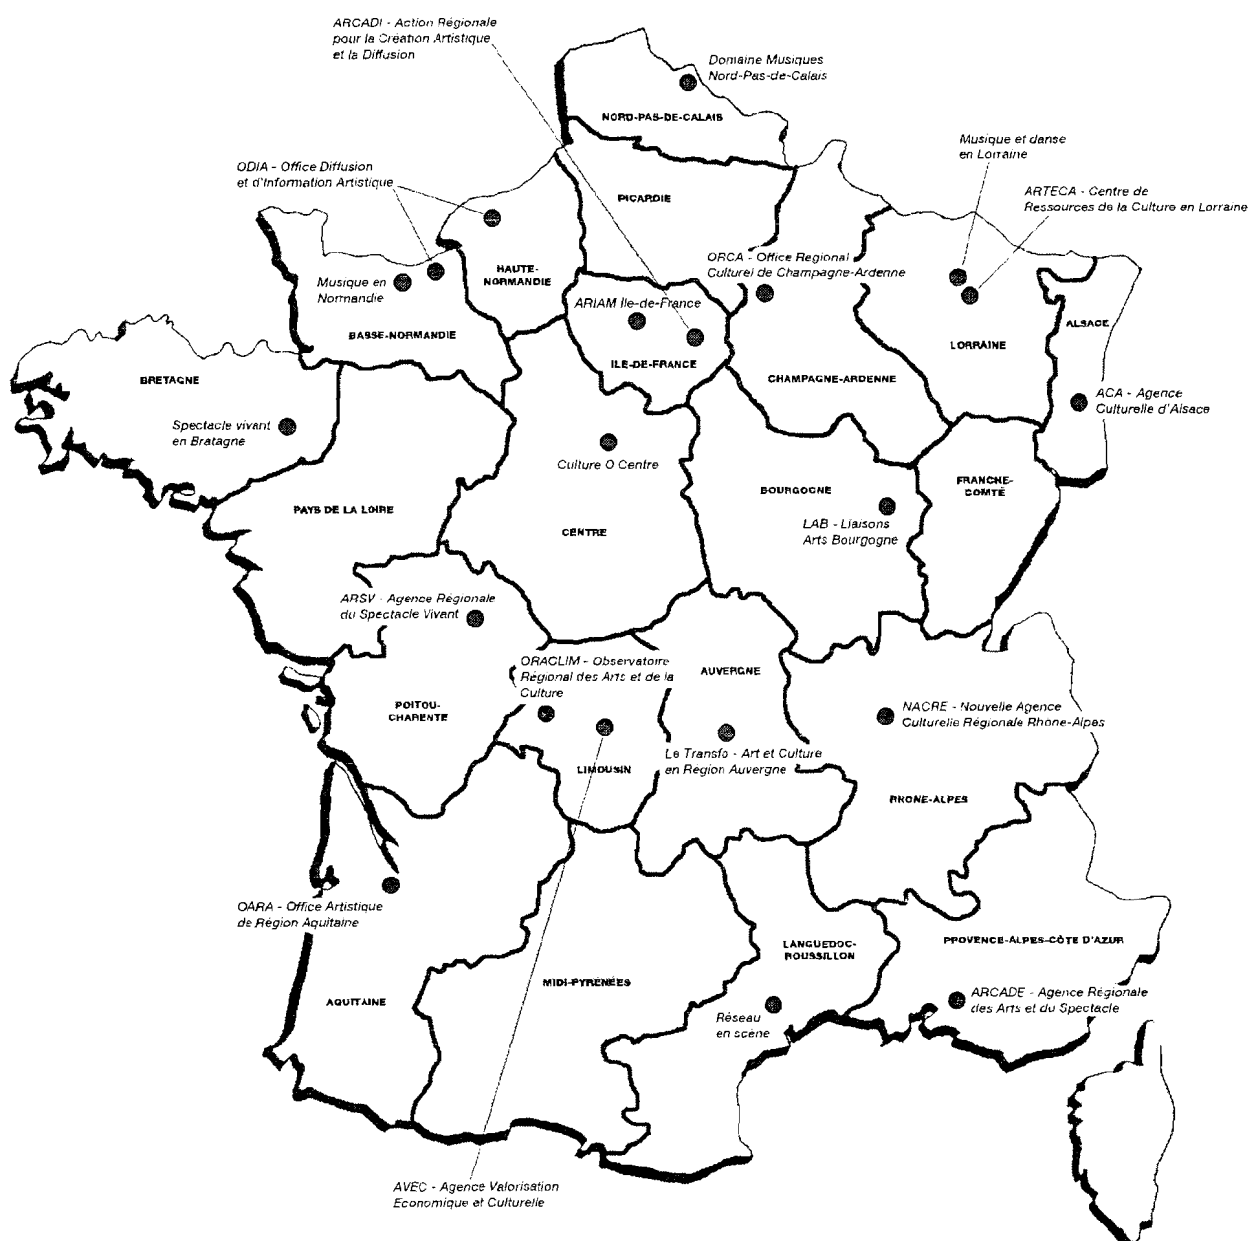 ARCADI - Action Régionale
pour la Création Artistique
et la Diffusion
Domaine Musiques
Nord-Pas-de-Calais
NORD-PAS-DE-CALAIS
Musique et danse
en Lorraine
ODIA - Office Diffusion
et d'Information Artistique
PICARDIE
ARTECA - Centre de
Ressources de la Culture en Lorraine
ORCA - Office Regional
Culturel de Champagne-Ardenne
HAUTE-
NORMANDIE
Musique en
Normandie
ARIAM Ile-de-France
BASSE-NORMANDIE
ALSACE
LORRAINE
ILE-DE-FRANCE
CHAMPAGNE-ARDENNE
BRETAGNE
ACA - Agence
Culturelle d'Alsace
Spectacle vivant
en Bratagne
Culture O Centre
BOURGOGNE
FRANCHE-
COMTÉ
PAYS DE LA LOIRE
CENTRE
LAB - Liaisons
Arts Bourgogne
ARSV - Agence Régionale
du Spectacle Vivant
ORACLIM - Observatoire
Régional des Arts et de la
Culture
AUVERGNE
POITOU-
CHARENTE
NACRE - Nouvelle Agence
Culturelle Régionale Rhone-Alpes
Le Transfo - Art et Culture
en Region Auvergne
LIMOUSIN
RHONE-ALPES
OARA - Office Artistique
de Région Aquitaine
LANGUEDOC-
ROUSSILLON
PROVENCE-ALPES-CÔTE D'AZUR
MIDI-PYRÉNÉES
AQUITAINE
ARCADE - Agence Régionale
des Arts et du Spectacle
Réseau
en scène
AVEC - Agence Valorisation
Economique et Culturelle